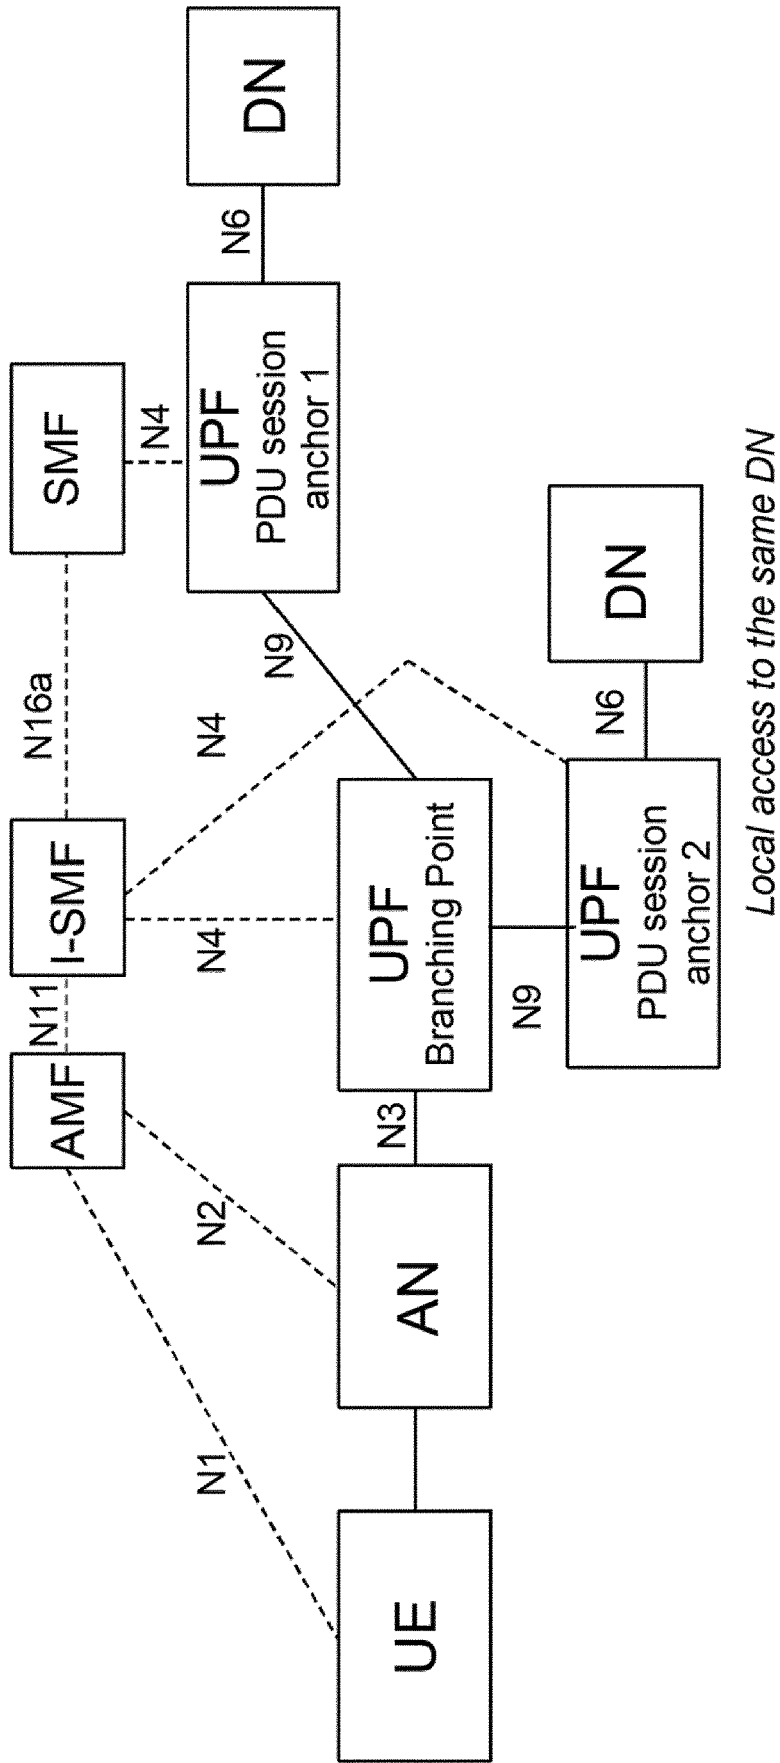 AMF
N11
I-SMF
N16a
SMF
N1
N2
N4
N4
N4
UE
AN
N3
UPF
Branching Point
N9
UPF
PDU session
anchor 1
N6
DN
N9
UPF
PDU session
anchor 2
N6
DN
Local access to the same DN